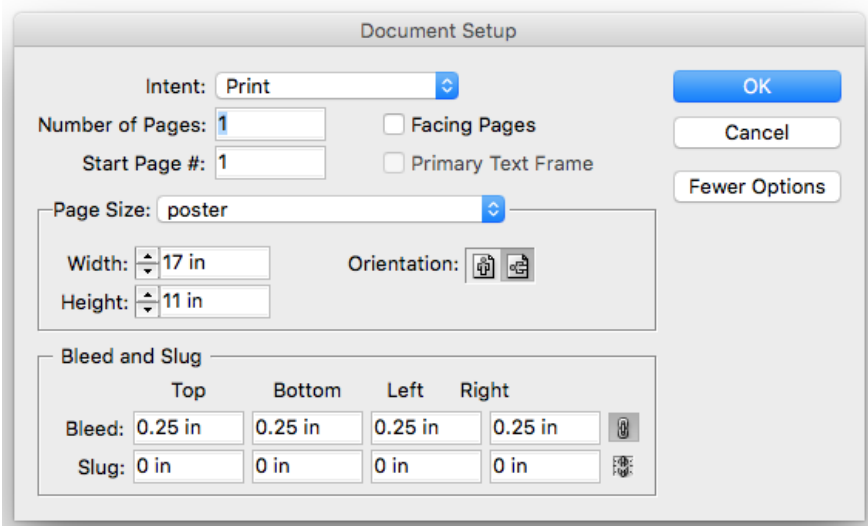 Document Setup
Intent: Print
OK
Number of Pages: 1
Facing Pages
Cancel
Start Page #: 1
Primary Text Frame
Fewer Options
Page Size: poster
Width: 17 in
Orientation:
Height: 11 in
Bleed and Slug
Top Bottom Left Right
Bleed: 0.25 in 0.25 in 0.25 in 0.25 in
Slug: 0 in 0 in 0 in 0 in